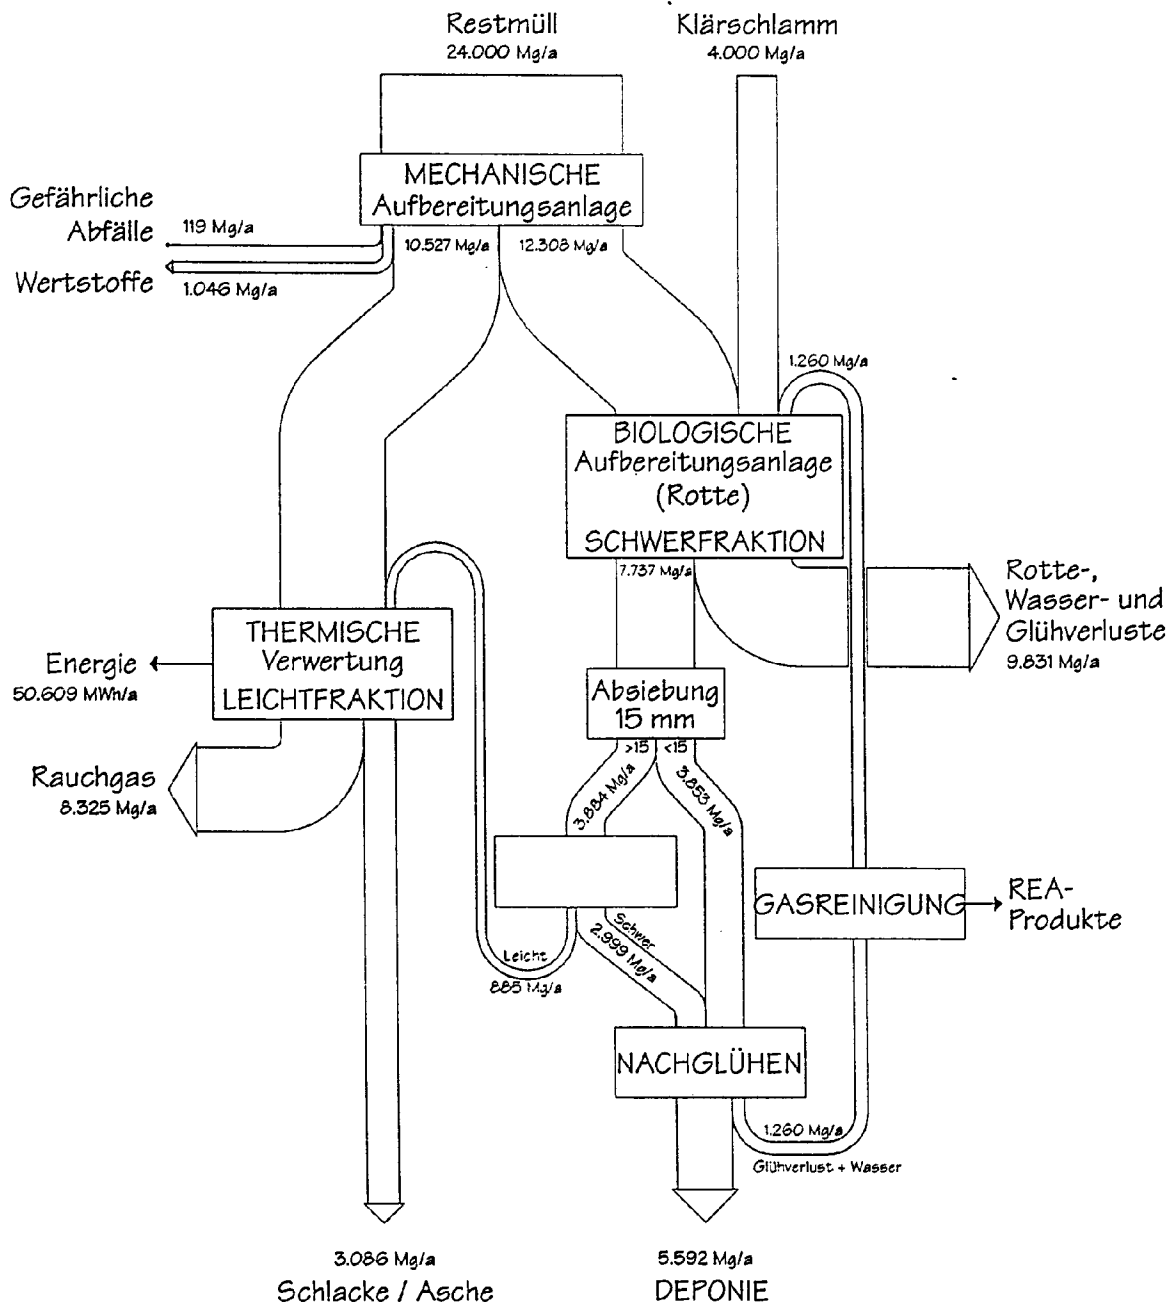 Restmüll
24.000 Mg/a
Klärschlamm
4.000 Mg/a
MECHANISCHE
Aufbereitungsanlage
Gefährliche
Abfälle
119 Mg/a
Wertstoffe
1.046 Mg/a
10.527 Mg/a
12.308 Mg/a
1.260 Mg/a
BIOLOGISCHE
Aufbereitungsanlage
(Rotte)
SCHWERFRAKTION
7.737 Mg/a
Rotte-,
Wasser- und
Glühverluste
9.831 Mg/a
THERMISCHE
Verwertung
LEICHTFRAKTION
Energie
50.609 MWh/a
Rauchgas
8.325 Mg/a
Absiebung
15 mm
>15
<15
3.884 Mg/a
3.853 Mg/a
GASREINIGUNG
REA-
Produkte
Leicht
885 Mg/a
Schwer
2.999 Mg/a
NACHGLÜHEN
1.260 Mg/a
Glühverlust + Wasser
3.086 Mg/a
Schlacke / Asche
5.592 Mg/a
DEPONIE